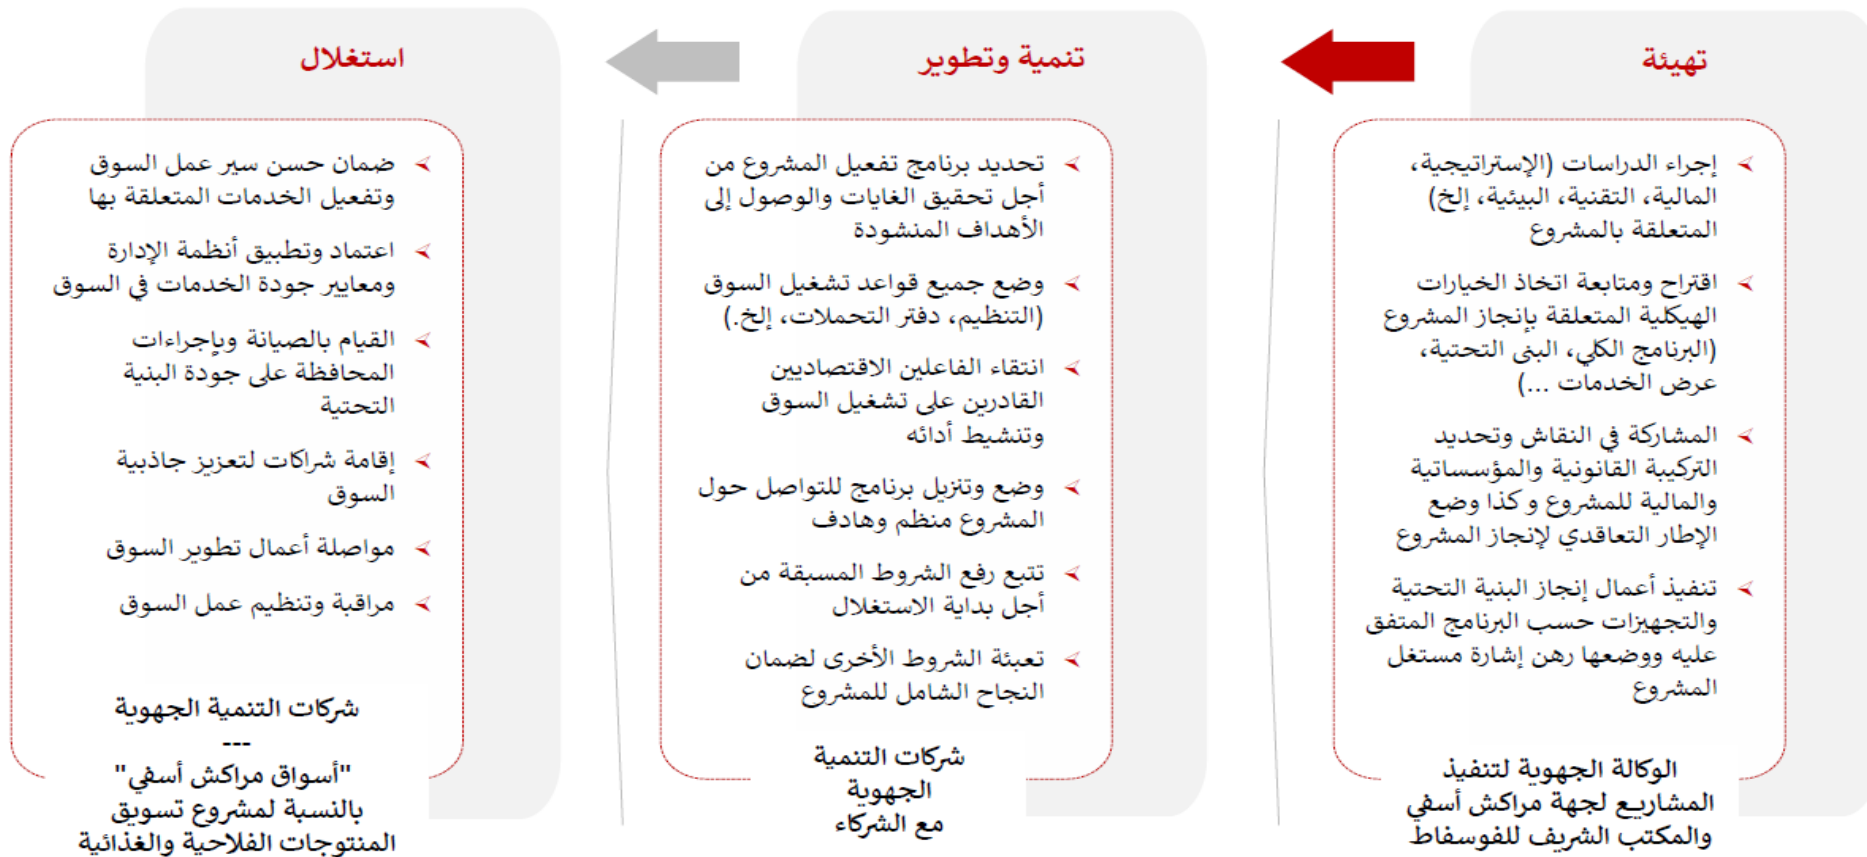 تهيئة
إجراء الدراسات (الإستراتيجية،
المالية، التقنية، البيئية، إلخ)
المتعلقة بالمشروع
اقتراح ومتابعة اتخاذ الخيارات
الهيكلية المتعلقة بإنجاز المشروع
(البرنامج الكلي، البنى التحتية،
عرض الخدمات ...)
المشاركة في النقاش وتحديد
التركيبة القانونية والمؤسساتية
والمالية للمشروع و كذا وضع
الإطار التعاقدي لإنجاز المشروع
تنفيذ أعمال إنجاز البنية التحتية
والتجهيزات حسب البرنامج المتفق
عليه ووضعها رهن إشارة مستغل
المشروع
الوكالة الجهوية لتنفيذ
المشاريع لجهة مراكش أسفي
والمكتب الشريف للفوسفاط
تنمية وتطوير
تحديد برنامج تفعيل المشروع من
أجل تحقيق الغايات والوصول إلى
الأهداف المنشودة
وضع جميع قواعد تشغيل السوق
(التنظيم، دفتر التحملات، إلخ.)
انتقاء الفاعلين الاقتصاديين
القادرين على تشغيل السوق
وتنشيط أدائه
وضع وتنزيل برنامج للتواصل حول
المشروع منظم وهادف
تتبع رفع الشروط المسبقة من
أجل بداية الاستغلال
تعبئة الشروط الأخرى لضمان
النجاح الشامل للمشروع
شركات التنمية
الجهوية
مع الشركاء
استغلال
ضمان حسن سير عمل السوق
وتفعيل الخدمات المتعلقة بها
اعتماد وتطبيق أنظمة الإدارة
ومعايير جودة الخدمات في السوق
القيام بالصيانة وبإجراءات
المحافظة على جودة البنية
التحتية
إقامة شراكات لتعزيز جاذبية
السوق
مواصلة أعمال تطوير السوق
مراقبة وتنظيم عمل السوق
شركات التنمية الجهوية
---
"أسواق مراكش أسفي"
بالنسبة لمشروع تسويق
المنتوجات الفلاحية والغذائية